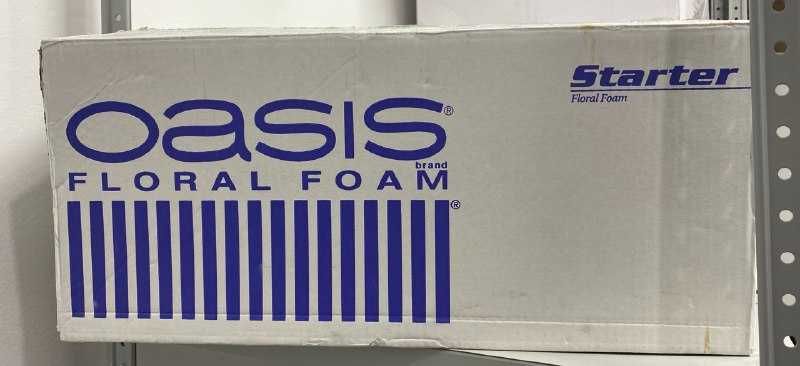 oasis®
brand
FLORAL FOAM
®
Starter
Floral Foam